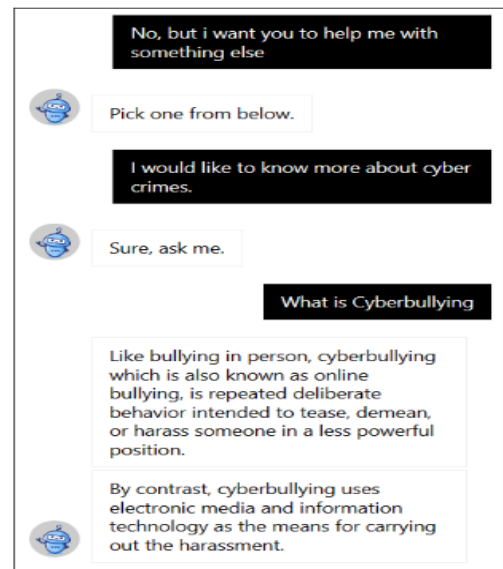 No, but i want you to help me with
something else
Pick one from below.
I would like to know more about cyber
crimes.
Sure, ask me.
What is Cyberbullying
Like bullying in person, cyberbullying
which is also known as online
bullying, is repeated deliberate
behavior intended to tease, demean,
or harass someone in a less powerful
position.
By contrast, cyberbullying uses
electronic media and information
technology as the means for carrying
out the harassment.